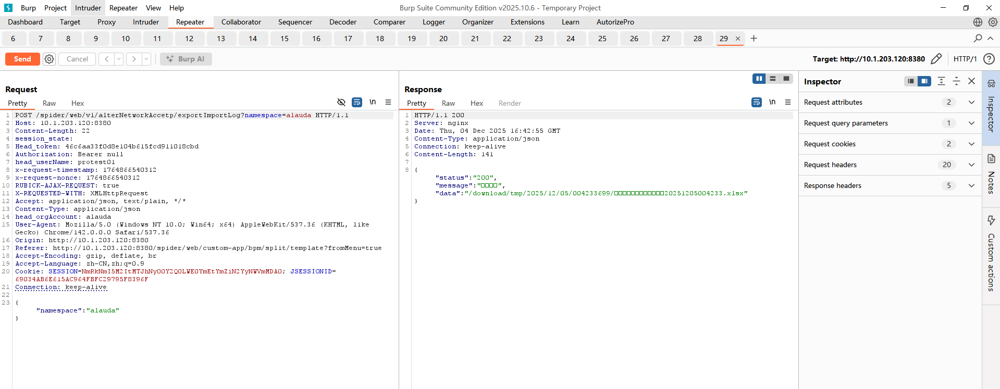 Burp Project Intruder Repeater View Help
Burp Suite Community Edition v2025.10.6 - Temporary Project
Dashboard Target Proxy Intruder Repeater Collaborator Sequencer Decoder Comparer Logger Organizer Extensions Learn AutorizePro
6 7 8 9 10 11 12 13 14 15 16 17 18 19 20 21 22 23 24 25 26 27 28 29 × +
Send Cancel < > Burp AI
Target: http://10.1.203.120:8380 HTTP/1 ?
Request
Pretty Raw Hex \n
1 POST /spider/web/v1/alterNetworkAccetp/exportImportLog?namespace=alauda HTTP/1.1
2 Host: 10.1.203.120:8380
3 Content-Length: 22
4 session_state:
5 Head_token: 46c6aa33f0d8e104b615fcd911018cbd
6 Authorization: Bearer null
7 head_userName: protest01
8 x-request-timestamp: 1764866540312
9 x-request-nonce: 1764866540312
10 RUBICK-AJAX-REQUEST: true
11 X-REQUESTED-WITH: XMLHttpRequest
12 Accept: application/json, text/plain, */*
13 Content-Type: application/json
14 head_orgAccount: alauda
15 User-Agent: Mozilla/5.0 (Windows NT 10.0; Win64; x64) AppleWebKit/537.36 (KHTML, like
Gecko) Chrome/142.0.0.0 Safari/537.36
16 Origin: http://10.1.203.120:8380
17 Referer: http://10.1.203.120:8380/spider/web/custom-app/bpm/split/template?fromMenu=true
18 Accept-Encoding: gzip, deflate, br
19 Accept-Language: zh-CN,zh;q=0.9
20 Cookie: SESSION=NmRkNmI5M2ItMTJhNy00Y2Q0LWE0YmEtYmZiN2YyNWVmMDA0; JSESSIONID=
69034AB6E615AC964FBFC29795F8396F
21 Connection: keep-alive
22
23 {
"namespace":"alauda"
}
Response
Pretty Raw Hex Render \n
1 HTTP/1.1 200
2 Server: nginx
3 Date: Thu, 04 Dec 2025 16:42:55 GMT
4 Content-Type: application/json
5 Connection: keep-alive
6 Content-Length: 141
7
8 {
"status":"200",
"message":"□□□□",
"data":"/download/tmp/2025/12/05/004233699/□□□□□□□□□□□□20251205004233.xlsx"
}
Inspector
Request attributes 2
Request query parameters 1
Request cookies 2
Request headers 20
Response headers 5
Inspector
Notes
Custom actions